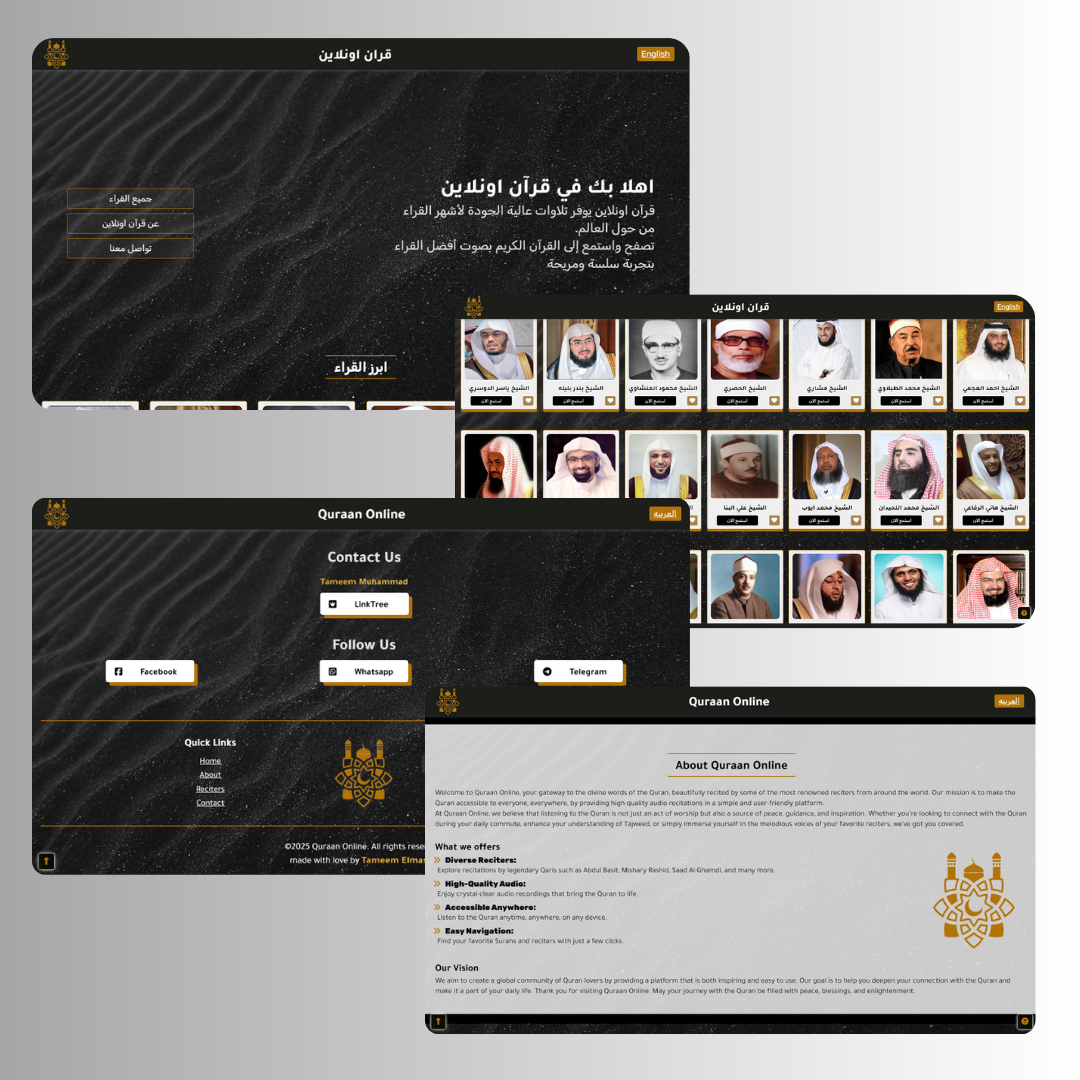 قران اونلاين
English
اهلا بك في قرآن اونلاين
قرآن اونلاين يوفر تلاوات عالية الجودة لأشهر القراء
من حول العالم.
تصفح واستمع إلى القرآن الكريم بصوت أفضل القراء
بتجربة سلسة ومريحة.
جميع القراء
عن قرآن اونلاين
تواصل معنا
ابرز القراء
قران اونلاين
English
الشيخ احمد العجمي
استمع الآن
الشيخ محمد الطبلاوي
استمع الآن
الشيخ مشاري
استمع الآن
الشيخ الحصري
استمع الآن
الشيخ محمود المنشاوي
استمع الآن
الشيخ بندر بليله
استمع الآن
الشيخ ياسر الدوسري
استمع الآن
الشيخ هاني الرفاعي
استمع الآن
الشيخ محمد اللحيدان
استمع الآن
الشيخ محمد ايوب
استمع الآن
الشيخ علي البنا
استمع الآن
Quraan Online
العربيه
Contact Us
Tameem Muhammad
LinkTree
Follow Us
Facebook
Whatsapp
Telegram
Quick Links
Home
About
Reciters
Contact
©2025 Quraan Online. All rights
made with love by Tameem
Quraan Online
العربيه
About Quraan Online
Welcome to Quraan Online, your gateway to the divine words of the Quran, beautifully recited by some of the most renowned reciters from around the world. Our mission is to make the
Quran accessible to everyone, everywhere, by providing high-quality audio recitations in a simple and user-friendly platform.
At Quraan Online, we believe that listening to the Quran is not just an act of worship but also a source of peace, guidance, and inspiration. Whether you're looking to connect with the Quran
during your daily commute, enhance your understanding of Tajweed, or simply immerse yourself in the melodious voices of your favorite reciters, we've got you covered.
What we offers
Diverse Reciters:
Explore recitations by legendary Qaris such as Abdul Basit, Mishary Rashid, Saad Al-Ghamdi, and many more.
High-Quality Audio:
Enjoy crystal-clear audio recordings that bring the Quran to life.
Accessible Anywhere:
Listen to the Quran anytime, anywhere, on any device.
Easy Navigation:
Find your favorite Surahs and reciters with just a few clicks.
Our Vision
We aim to create a global community of Quran lovers by providing a platform that is both inspiring and easy to use. Our goal is to help you deepen your connection with the Quran and
make it a part of your daily life. Thank you for visiting Quraan Online. May your journey with the Quran be filled with peace, blessings, and enlightenment.